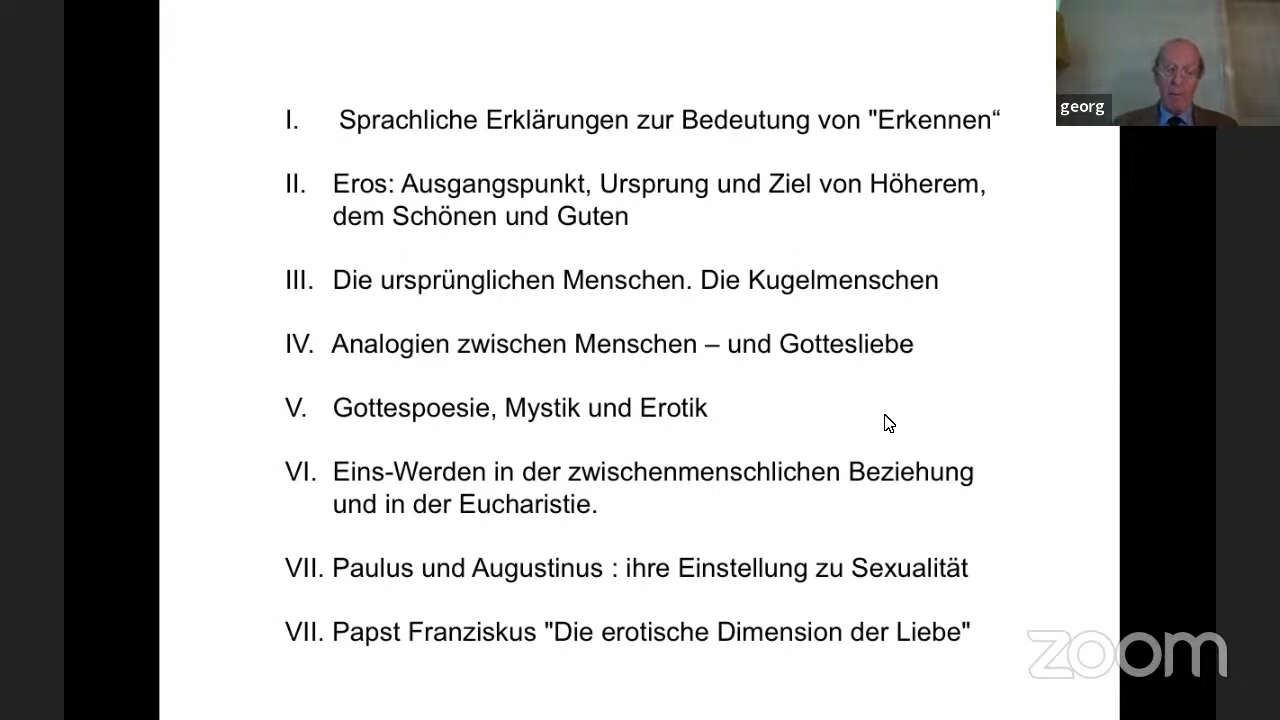 georg
I. Sprachliche Erklärungen zur Bedeutung von "Erkennen“
II. Eros: Ausgangspunkt, Ursprung und Ziel von Höherem,
dem Schönen und Guten
III. Die ursprünglichen Menschen. Die Kugelmenschen
IV. Analogien zwischen Menschen – und Gottesliebe
V. Gottespoesie, Mystik und Erotik
VI. Eins-Werden in der zwischenmenschlichen Beziehung
und in der Eucharistie.
VII. Paulus und Augustinus : ihre Einstellung zu Sexualität
VII. Papst Franziskus "Die erotische Dimension der Liebe"
zoom